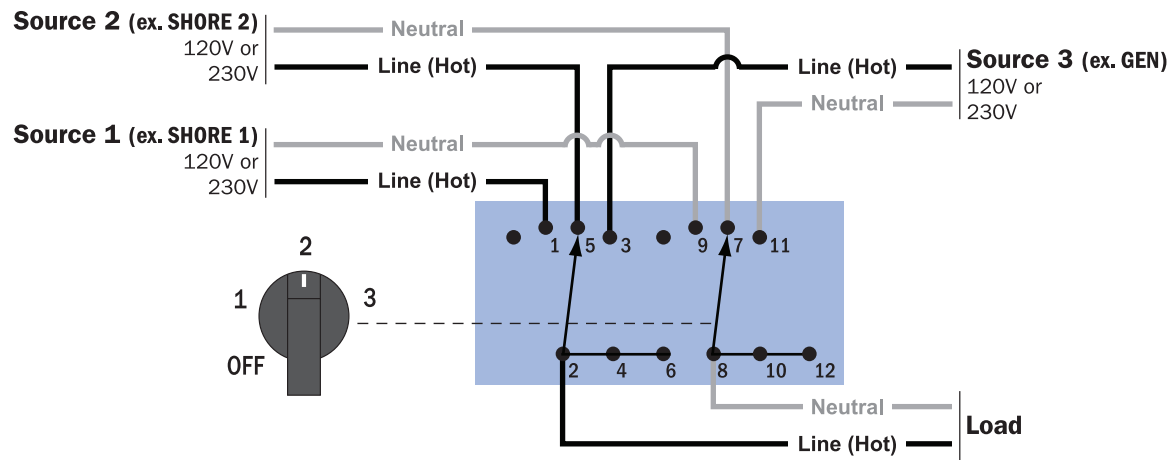 Source 2 (ex. SHORE 2)
120V or
230V
Neutral
Line (Hot)
Line (Hot)
Neutral
Source 3 (ex. GEN)
120V or
230V
Source 1 (ex. SHORE 1)
120V or
230V
Neutral
Line (Hot)
1 5 3 9 7 11
2
1 3
OFF
2 4 6 8 10 12
Neutral
Line (Hot)
Load